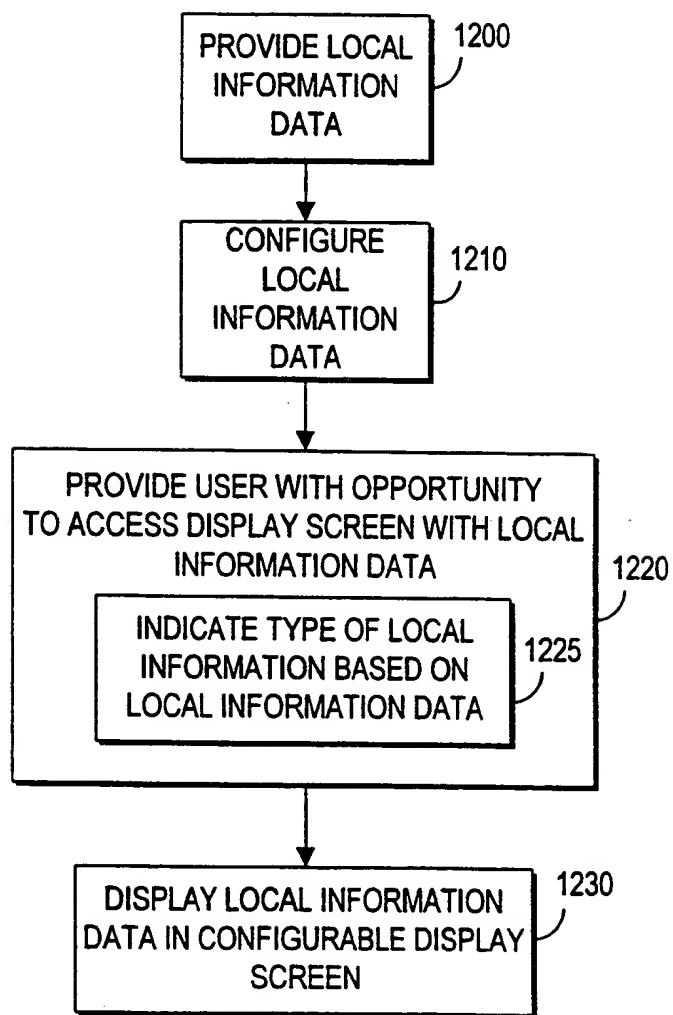 PROVIDE LOCAL
INFORMATION
DATA
1200
CONFIGURE
LOCAL
INFORMATION
DATA
1210
PROVIDE USER WITH OPPORTUNITY
TO ACCESS DISPLAY SCREEN WITH LOCAL
INFORMATION DATA
1220
INDICATE TYPE OF LOCAL
INFORMATION BASED ON
LOCAL INFORMATION DATA
1225
DISPLAY LOCAL INFORMATION
DATA IN CONFIGURABLE DISPLAY
SCREEN
1230